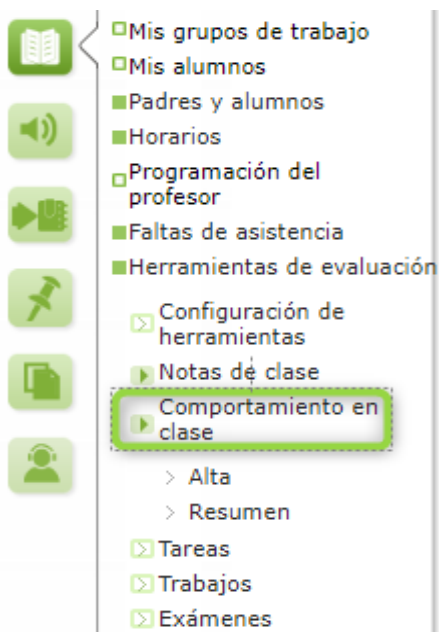 Mis grupos de trabajo
Mis alumnos
Padres y alumnos
Horarios
Programación del
profesor
Faltas de asistencia
Herramientas de evaluación
Configuración de
herramientas
Notas de clase
Comportamiento en
clase
Alta
Resumen
Tareas
Trabajos
Exámenes